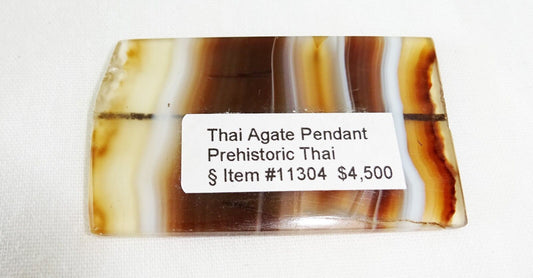 Thai Agate Pendant
Prehistoric Thai
§ Item #11304 $4,500